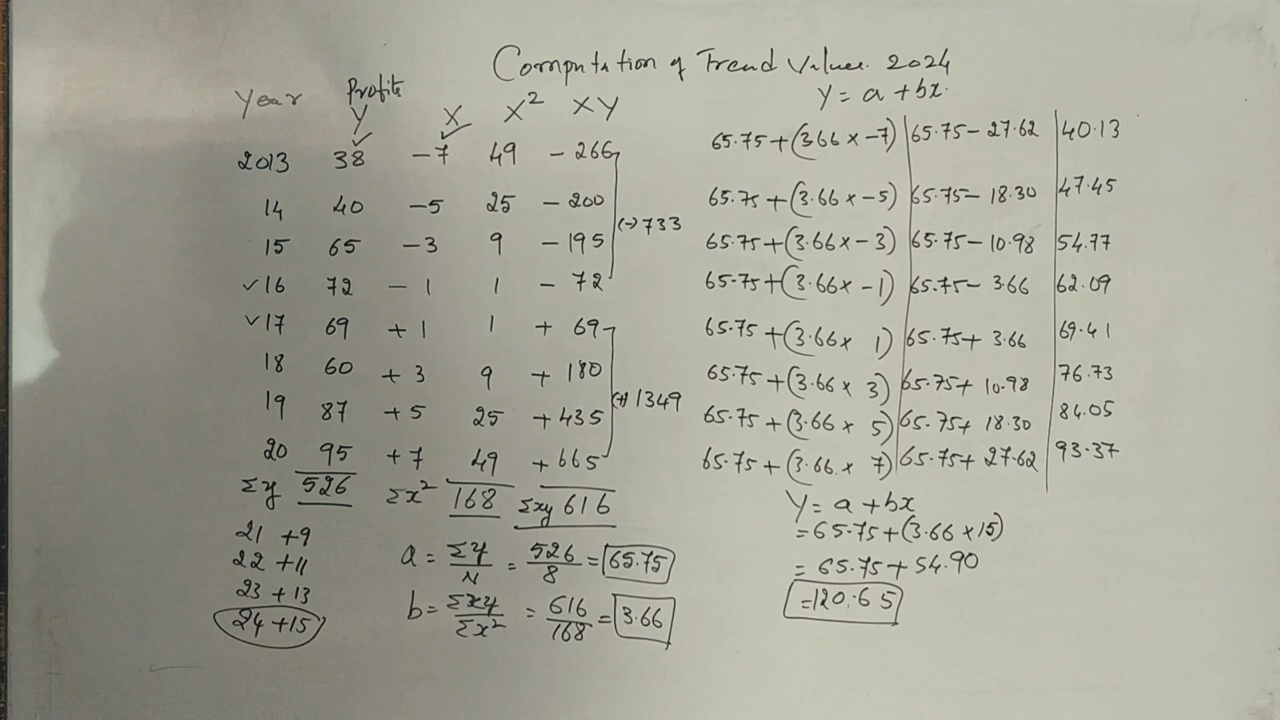 Computation of Trend Values 2024
Year Profits Y X X² XY Y = a + bx
2013 38 -7 49 - 266 65.75 + (3.66 x -7) 65.75 - 27.62 40.13
14 40 -5 25 - 200 65.75 + (3.66 x -5) 65.75 - 18.30 47.45
(-) 733
15 65 -3 9 - 195 65.75 + (3.66 x -3) 65.75 - 10.98 54.77
✓16 72 -1 1 - 72 65.75 + (3.66 x -1) 65.75 - 3.66 62.09
✓17 69 +1 1 + 69 65.75 + (3.66 x 1) 65.75 + 3.66 69.41
18 60 +3 9 + 180 65.75 + (3.66 x 3) 65.75 + 10.98 76.73
(+) 1349
19 87 +5 25 + 435 65.75 + (3.66 x 5) 65.75 + 18.30 84.05
20 95 +7 49 + 665 65.75 + (3.66 x 7) 65.75 + 27.62 93.37
Σy 526 Σx² 168 Σxy 616
21 +9
22 +11
23 +13
24 +15
a = Σy/N = 526/8 = 65.75
b = Σxy/Σx² = 616/168 = 3.66
Y = a + bx
= 65.75 + (3.66 x 15)
= 65.75 + 54.90
= 120.65